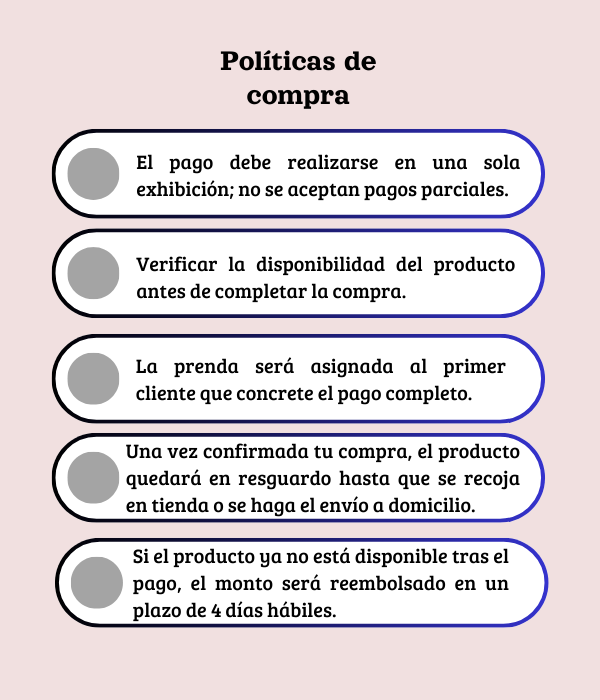 Políticas de
compra
El pago debe realizarse en una sola
exhibición; no se aceptan pagos parciales.
Verificar la disponibilidad del producto
antes de completar la compra.
La prenda será asignada al primer
cliente que concrete el pago completo.
Una vez confirmada tu compra, el producto
quedará en resguardo hasta que se recoja
en tienda o se haga el envío a domicilio.
Si el producto ya no está disponible tras el
pago, el monto será reembolsado en un
plazo de 4 días hábiles.